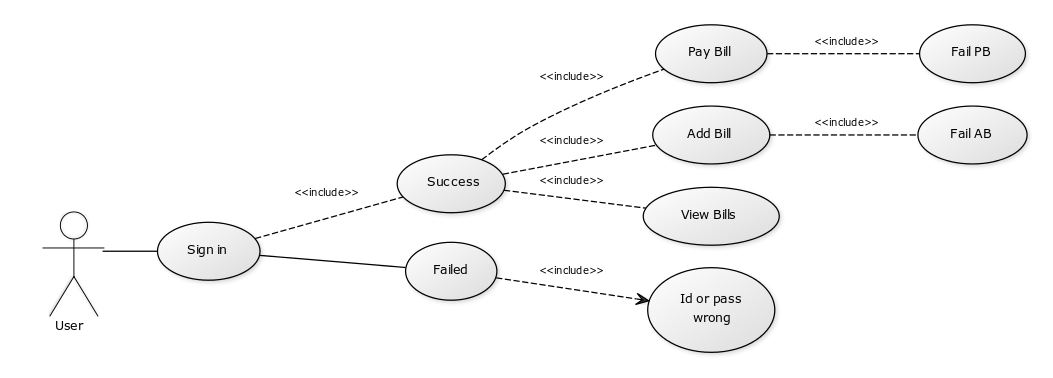 Pay Bill
<<include>>
Fail PB
<<include>>
Add Bill
<<include>>
Fail AB
<<include>>
<<include>>
Success
<<include>>
View Bills
Sign in
Failed
<<include>>
Id or pass
wrong
User